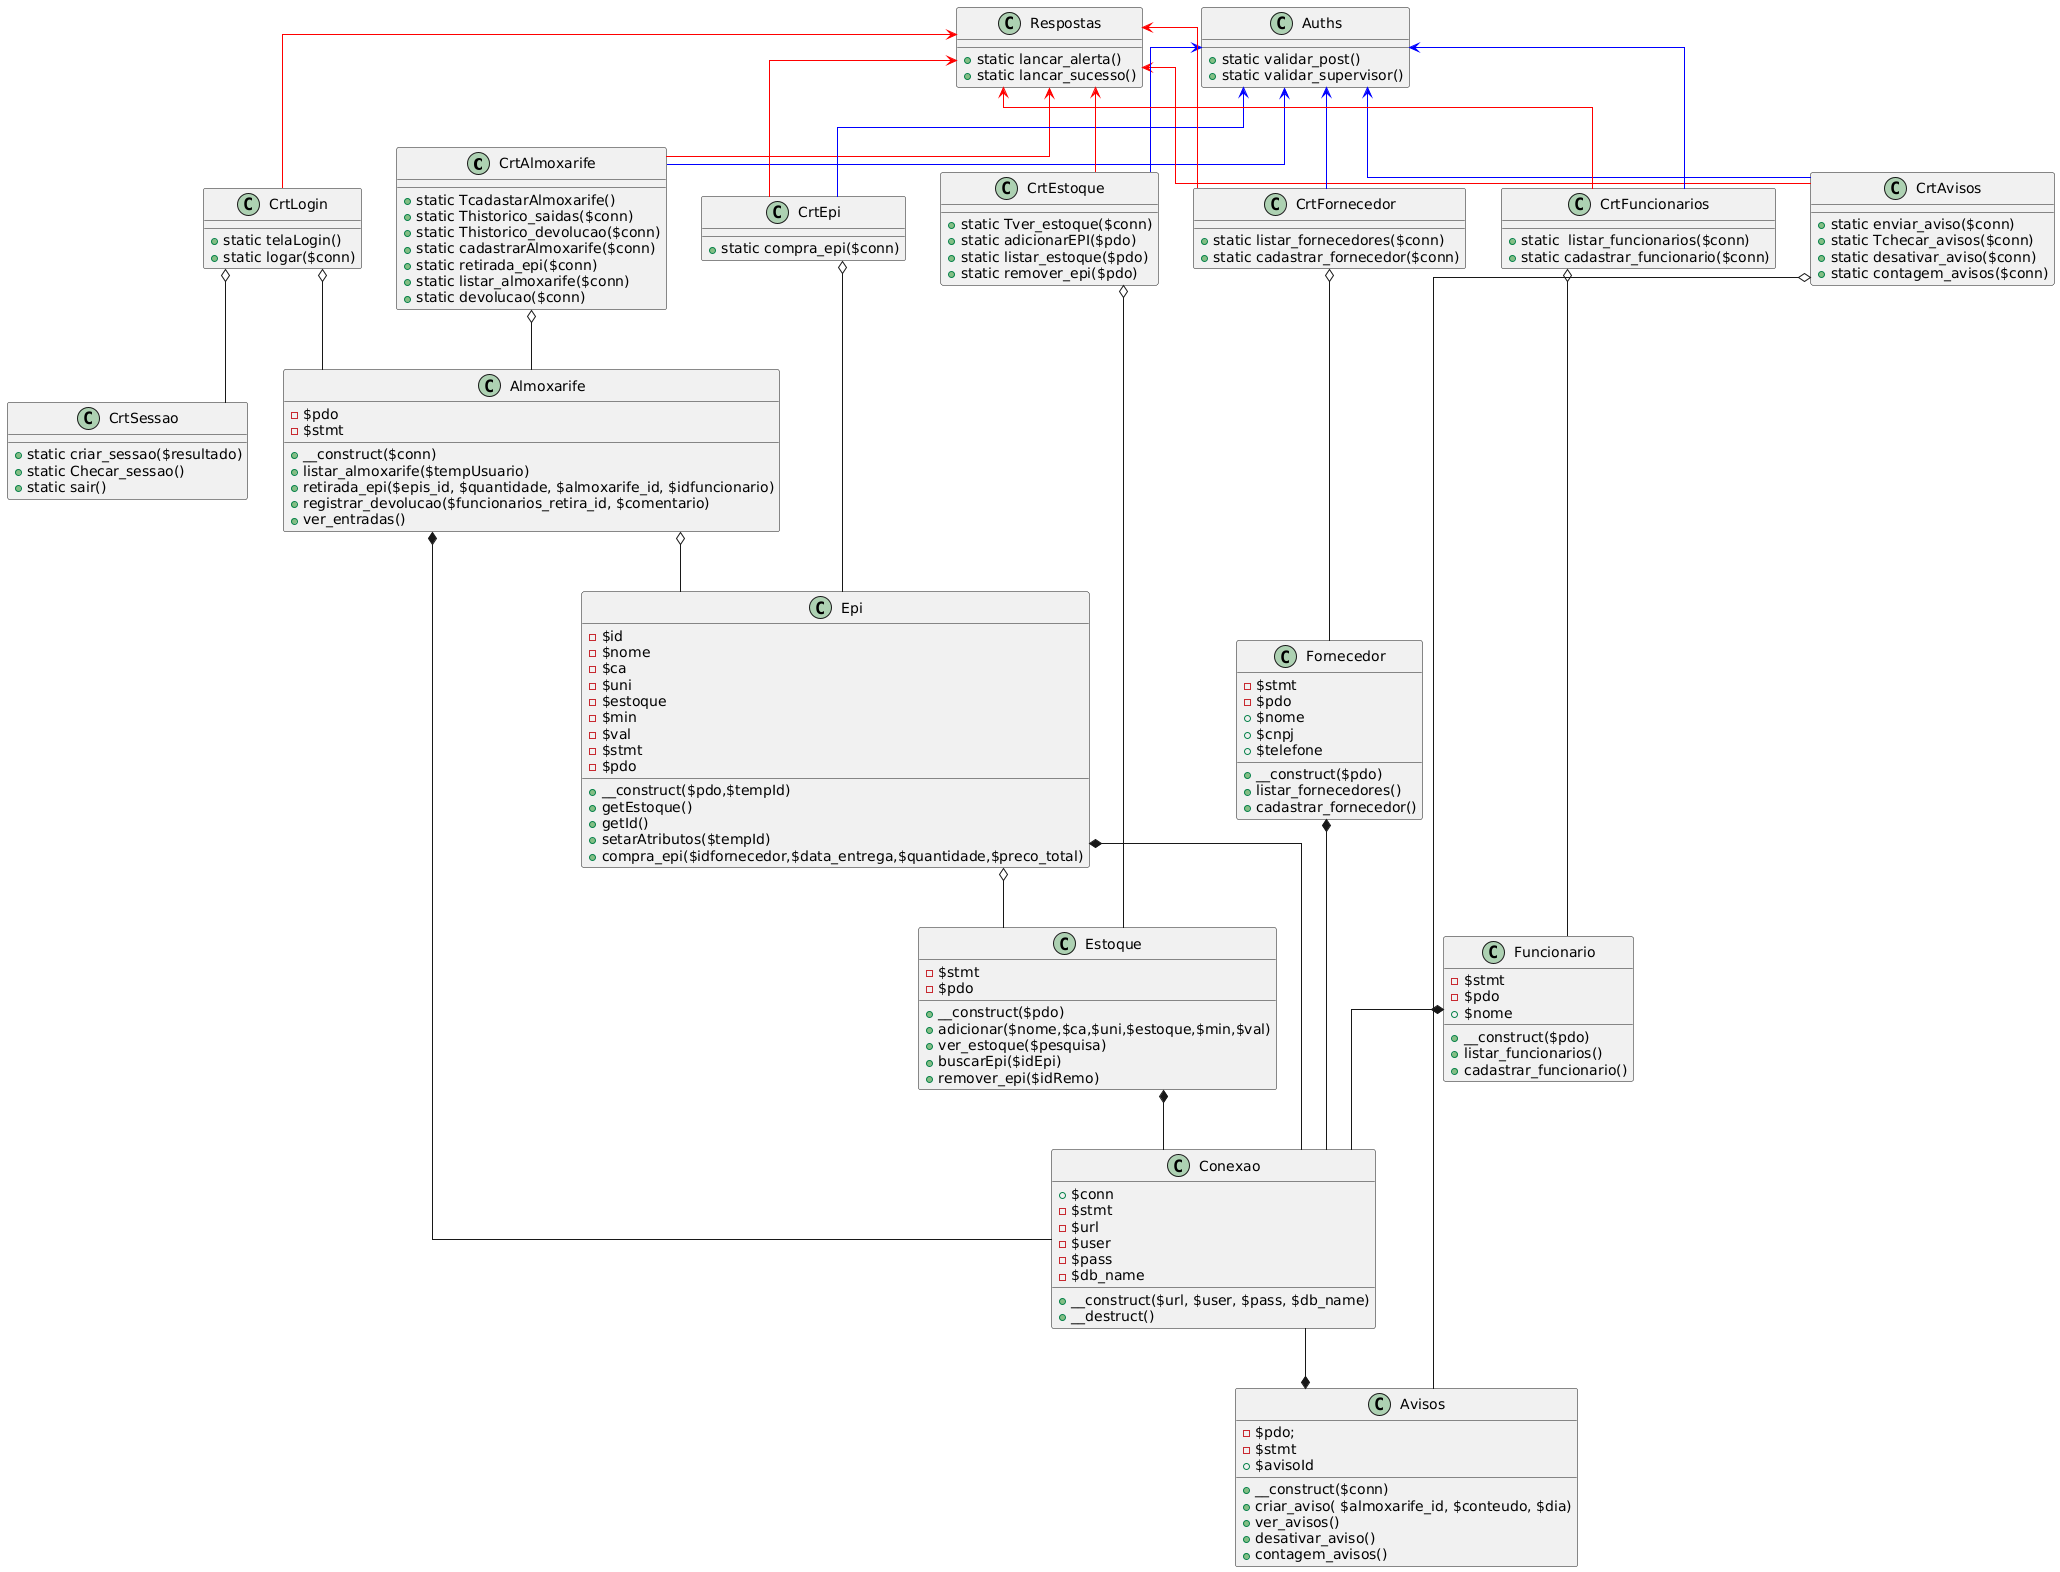 C Respostas
static lancar_alerta()
static lancar_sucesso()
C Auths
static validar_post()
static validar_supervisor()
C CrtAlmoxarife
static TcadastarAlmoxarife()
static Thistorico_saidas($conn)
static Thistorico_devolucao($conn)
static cadastrarAlmoxarife($conn)
static retirada_epi($conn)
static listar_almoxarife($conn)
static devolucao($conn)
C CrtLogin
static telaLogin()
static logar($conn)
C CrtEpi
static compra_epi($conn)
C CrtEstoque
static Tver_estoque($conn)
static adicionarEPI($pdo)
static listar_estoque($pdo)
static remover_epi($pdo)
C CrtFornecedor
static listar_fornecedores($conn)
static cadastrar_fornecedor($conn)
C CrtFuncionarios
static  listar_funcionarios($conn)
static cadastrar_funcionario($conn)
C CrtAvisos
static enviar_aviso($conn)
static Tchecar_avisos($conn)
static desativar_aviso($conn)
static contagem_avisos($conn)
C CrtSessao
static criar_sessao($resultado)
static Checar_sessao()
static sair()
C Almoxarife
$pdo
$stmt
__construct($conn)
listar_almoxarife($tempUsuario)
retirada_epi($epis_id, $quantidade, $almoxarife_id, $idfuncionario)
registrar_devolucao($funcionarios_retira_id, $comentario)
ver_entradas()
C Epi
$id
$nome
$ca
$uni
$estoque
$min
$val
$stmt
$pdo
__construct($pdo,$tempId)
getEstoque()
getId()
setarAtributos($tempId)
compra_epi($idfornecedor,$data_entrega,$quantidade,$preco_total)
C Fornecedor
$stmt
$pdo
$nome
$cnpj
$telefone
__construct($pdo)
listar_fornecedores()
cadastrar_fornecedor()
C Estoque
$stmt
$pdo
__construct($pdo)
adicionar($nome,$ca,$uni,$estoque,$min,$val)
ver_estoque($pesquisa)
buscarEpi($idEpi)
remover_epi($idRemo)
C Funcionario
$stmt
$pdo
$nome
__construct($pdo)
listar_funcionarios()
cadastrar_funcionario()
C Conexao
$conn
$stmt
$url
$user
$pass
$db_name
__construct($url, $user, $pass, $db_name)
__destruct()
C Avisos
$pdo;
$stmt
$avisoId
__construct($conn)
criar_aviso( $almoxarife_id, $conteudo, $dia)
ver_avisos()
desativar_aviso()
contagem_avisos()